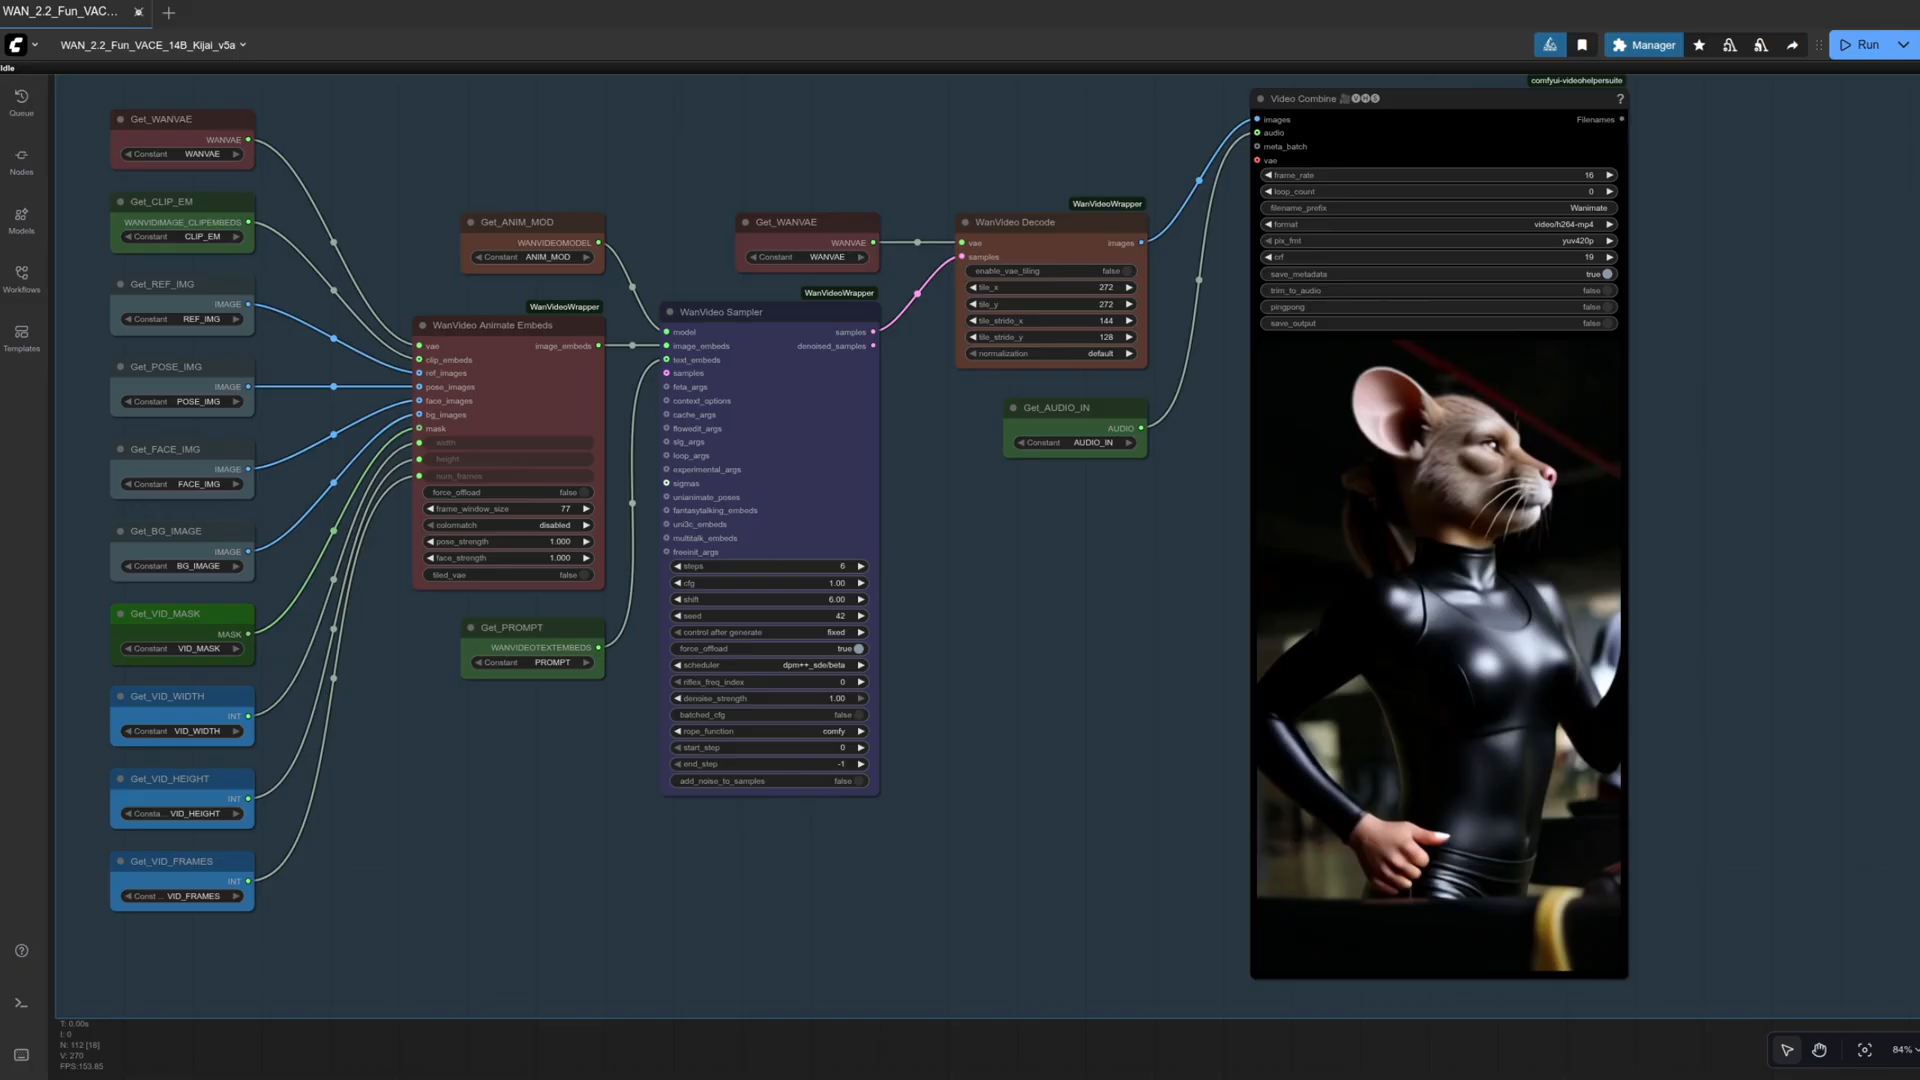 WAN_2.2_Fun_VAC...
WAN_2.2_Fun_VACE_14B_Kijai_v5a
Manager
Run
Idle
Queue
Nodes
Models
Workflows
Templates
Get_WANVAE
WANVAE
Constant WANVAE
Get_CLIP_EM
WANVIDIMAGE_CLIPEMBEDS
Constant CLIP_EM
Get_REF_IMG
IMAGE
Constant REF_IMG
Get_POSE_IMG
IMAGE
Constant POSE_IMG
Get_FACE_IMG
IMAGE
Constant FACE_IMG
Get_BG_IMAGE
IMAGE
Constant BG_IMAGE
Get_VID_MASK
MASK
Constant VID_MASK
Get_VID_WIDTH
INT
Constant VID_WIDTH
Get_VID_HEIGHT
INT
Consta... VID_HEIGHT
Get_VID_FRAMES
INT
Const... VID_FRAMES
Get_ANIM_MOD
WANVIDEOMODEL
Constant ANIM_MOD
WanVideoWrapper
WanVideo Animate Embeds
vae image_embeds
clip_embeds
ref_images
pose_images
face_images
bg_images
mask
width
height
num_frames
force_offload false
frame_window_size 77
colormatch disabled
pose_strength 1.000
face_strength 1.000
tiled_vae false
Get_PROMPT
WANVIDEOTEXTEMBEDS
Constant PROMPT
Get_WANVAE
WANVAE
Constant WANVAE
WanVideoWrapper
WanVideo Sampler
model samples
image_embeds denoised_samples
text_embeds
samples
feta_args
context_options
cache_args
flowedit_args
slg_args
loop_args
experimental_args
sigmas
unianimate_poses
fantasytalking_embeds
uni3c_embeds
multitalk_embeds
freeinit_args
steps 6
cfg 1.00
shift 6.00
seed 42
control after generate fixed
force_offload true
scheduler dpm++_sde/beta
riflex_freq_index 0
denoise_strength 1.00
batched_cfg false
rope_function comfy
start_step 0
end_step -1
add_noise_to_samples false
WanVideoWrapper
WanVideo Decode
vae images
samples
enable_vae_tiling false
tile_x 272
tile_y 272
tile_stride_x 144
tile_stride_y 128
normalization default
Get_AUDIO_IN
AUDIO
Constant AUDIO_IN
comfyui-videohelpersuite
Video Combine 🎥🅥🅗🅢 ?
images Filenames
audio
meta_batch
vae
frame_rate 16
loop_count 0
filename_prefix Wanimate
format video/h264-mp4
pix_fmt yuv420p
crf 19
save_metadata true
trim_to_audio false
pingpong false
save_output false
T: 0.00s
I: 0
N: 112 [18]
V: 270
FPS:153.85
84%